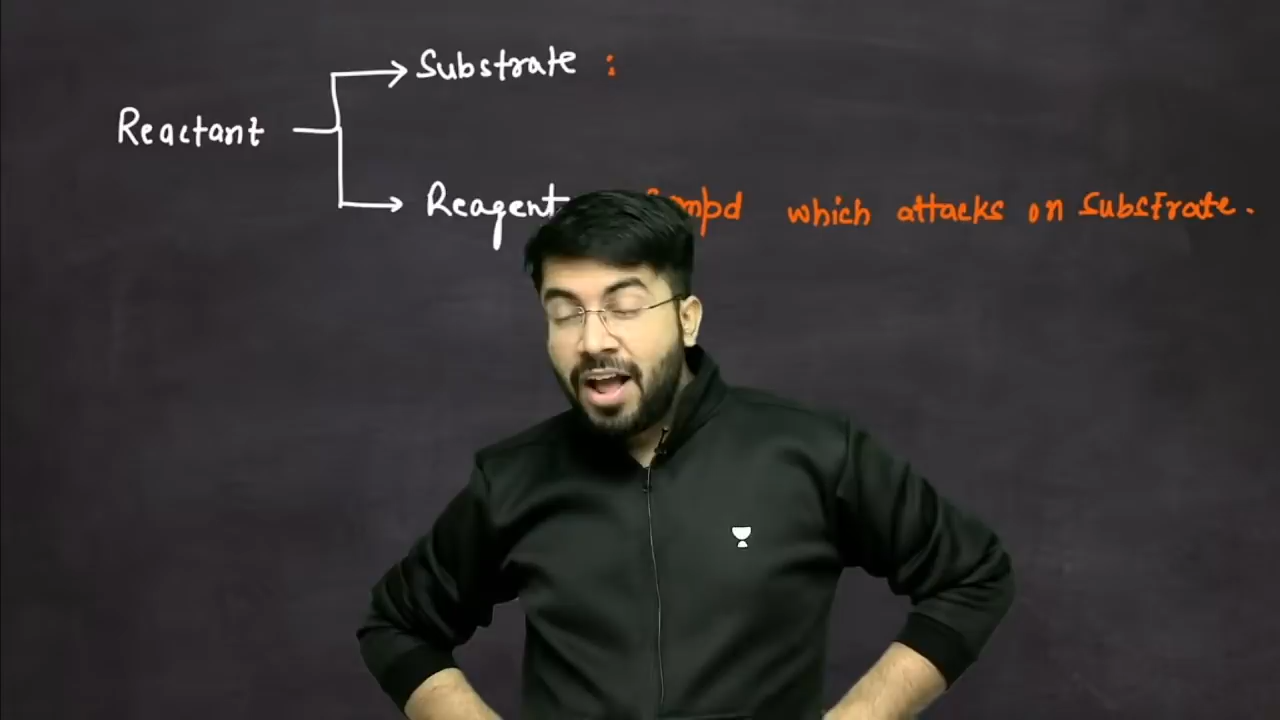 Substrate :
Reactant
Reagent which attacks on Substrate.